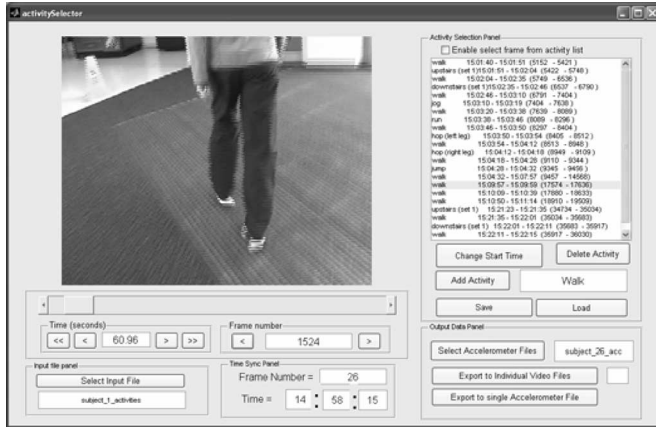 activitySelector
Activity Selection Panel
Enable select frame from activity list
walk 15:01:40 - 15:01:51 (5152 - 5421 )
upstairs (set 1)15:01:51 - 15:02:04 (5422 - 5748 )
walk 15:02:04 - 15:02:35 (5749 - 6536 )
downstairs (set 1)15:02:35 - 15:02:46 (6537 - 6790 )
walk 15:02:46 - 15:03:10 (6791 - 7404 )
jog 15:03:10 - 15:03:19 (7404 - 7638 )
walk 15:03:20 - 15:03:38 (7639 - 8089 )
run 15:03:38 - 15:03:46 (8089 - 8296 )
walk 15:03:46 - 15:03:50 (8297 - 8404 )
hop (left leg) 15:03:50 - 15:03:54 (8405 - 8512 )
walk 15:03:54 - 15:04:12 (8513 - 8948 )
hop (right leg) 15:04:12 - 15:04:18 (8949 - 9109 )
walk 15:04:18 - 15:04:28 (9110 - 9344 )
jump 15:04:28 - 15:04:32 (9345 - 9456 )
walk 15:04:32 - 15:07:57 (9457 - 14568)
walk 15:09:57 - 15:09:59 (17574 - 17636)
walk 15:10:09 - 15:10:39 (17880 - 18633)
walk 15:10:50 - 15:11:14 (18910 - 19509)
upstairs (set 1) 15:21:23 - 15:21:35 (34734 - 35034)
walk 15:21:35 - 15:22:01 (35034 - 35683)
downstairs (set 1) 15:22:01 - 15:22:11 (35683 - 35917)
walk 15:22:11 - 15:22:15 (35917 - 36030)
Change Start Time
Delete Activity
Add Activity
Walk
Save
Load
Time (seconds)
<<
<
60.96
>
>>
Frame number
<
1524
>
Input file panel
Select Input File
subject_1_activities
Time Sync Panel
Frame Number = 26
Time = 14 : 58 : 15
Output Data Panel
Select Accelerometer Files
subject_26_acc
Export to Individual Video Files
Export to single Accelerometer File